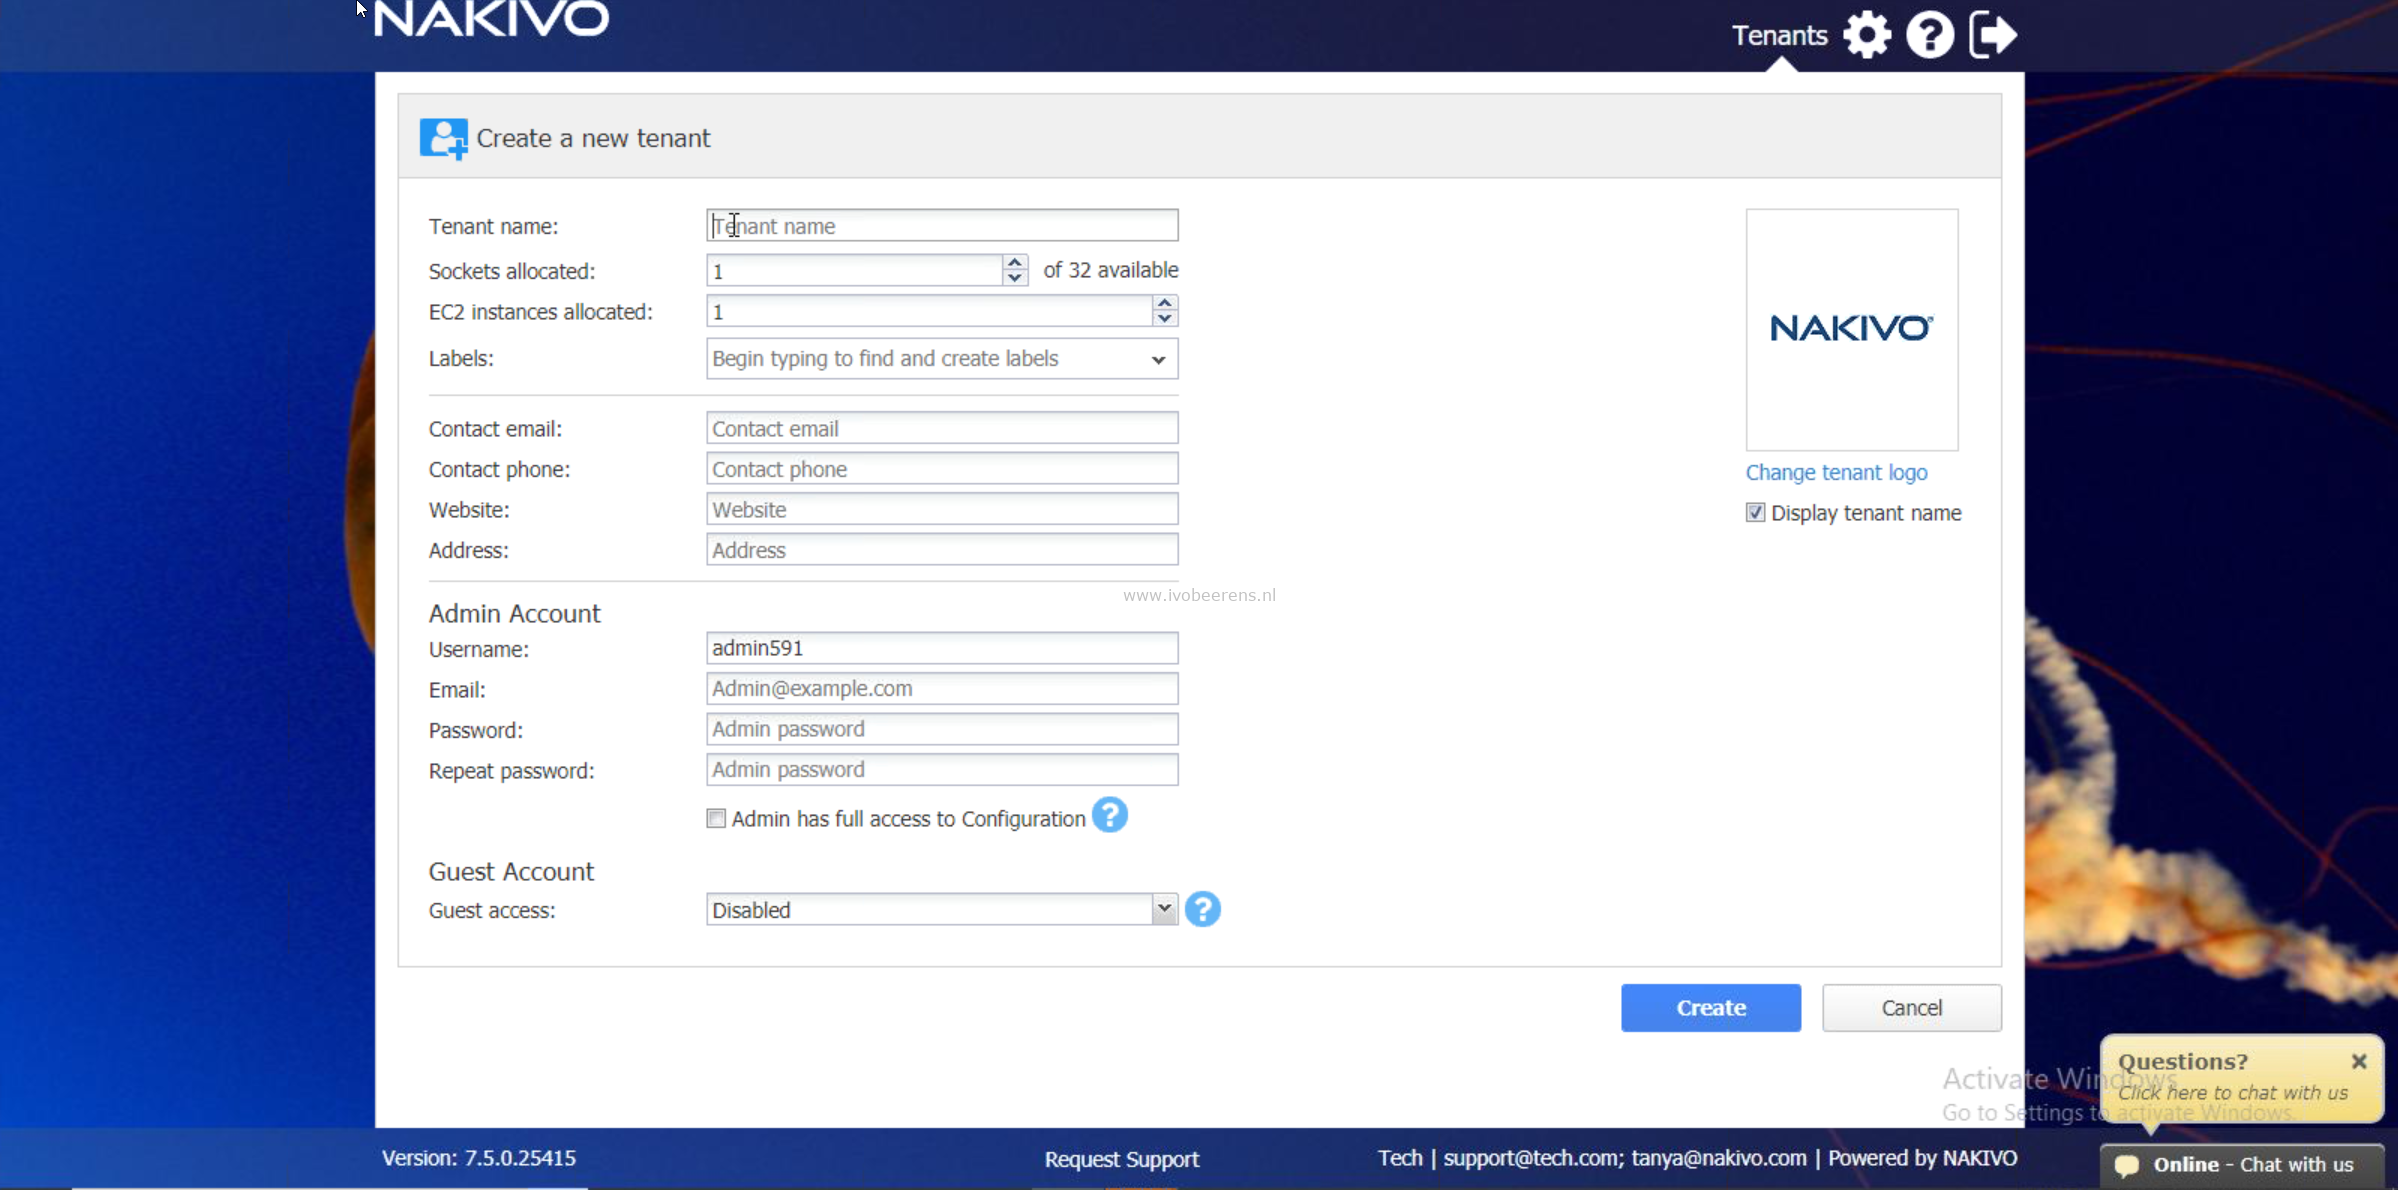 NAKIVO
Tenants
Create a new tenant
Tenant name: Tenant name
Sockets allocated: 1 of 32 available
EC2 instances allocated: 1
Labels: Begin typing to find and create labels
NAKIVO®
Change tenant logo
Display tenant name
Contact email: Contact email
Contact phone: Contact phone
Website: Website
Address: Address
www.ivobeerens.nl
Admin Account
Username: admin591
Email: Admin@example.com
Password: Admin password
Repeat password: Admin password
Admin has full access to Configuration ?
Guest Account
Guest access: Disabled ?
Create Cancel
Activate Windows
Go to Settings to activate Windows.
Questions?
Click here to chat with us
Version: 7.5.0.25415 Request Support Tech | support@tech.com; tanya@nakivo.com | Powered by NAKIVO
Online - Chat with us